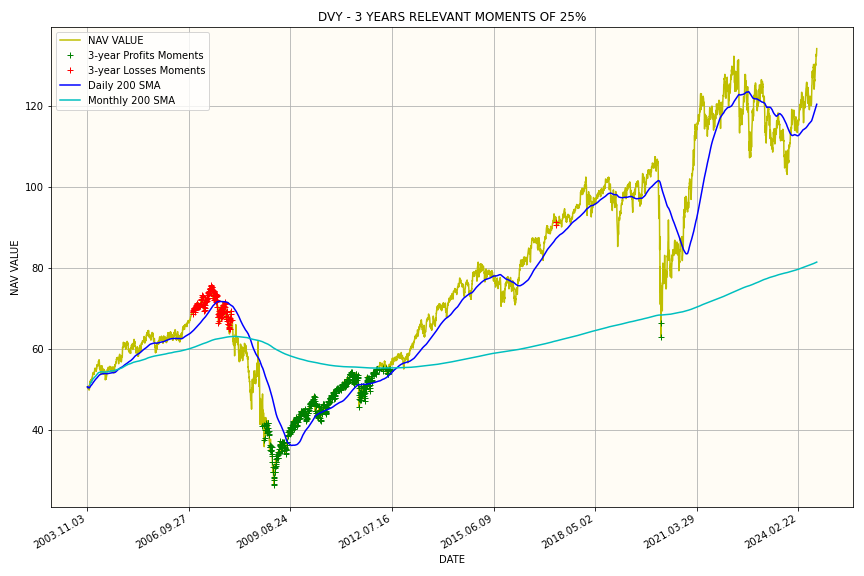 DVY - 3 YEARS RELEVANT MOMENTS OF 25%
NAV VALUE
3-year Profits Moments
3-year Losses Moments
Daily 200 SMA
Monthly 200 SMA
NAV VALUE
120
100
80
60
40
2003.11.03
2006.09.27
2009.08.24
2012.07.16
2015.06.09
2018.05.02
2021.03.29
2024.02.22
DATE